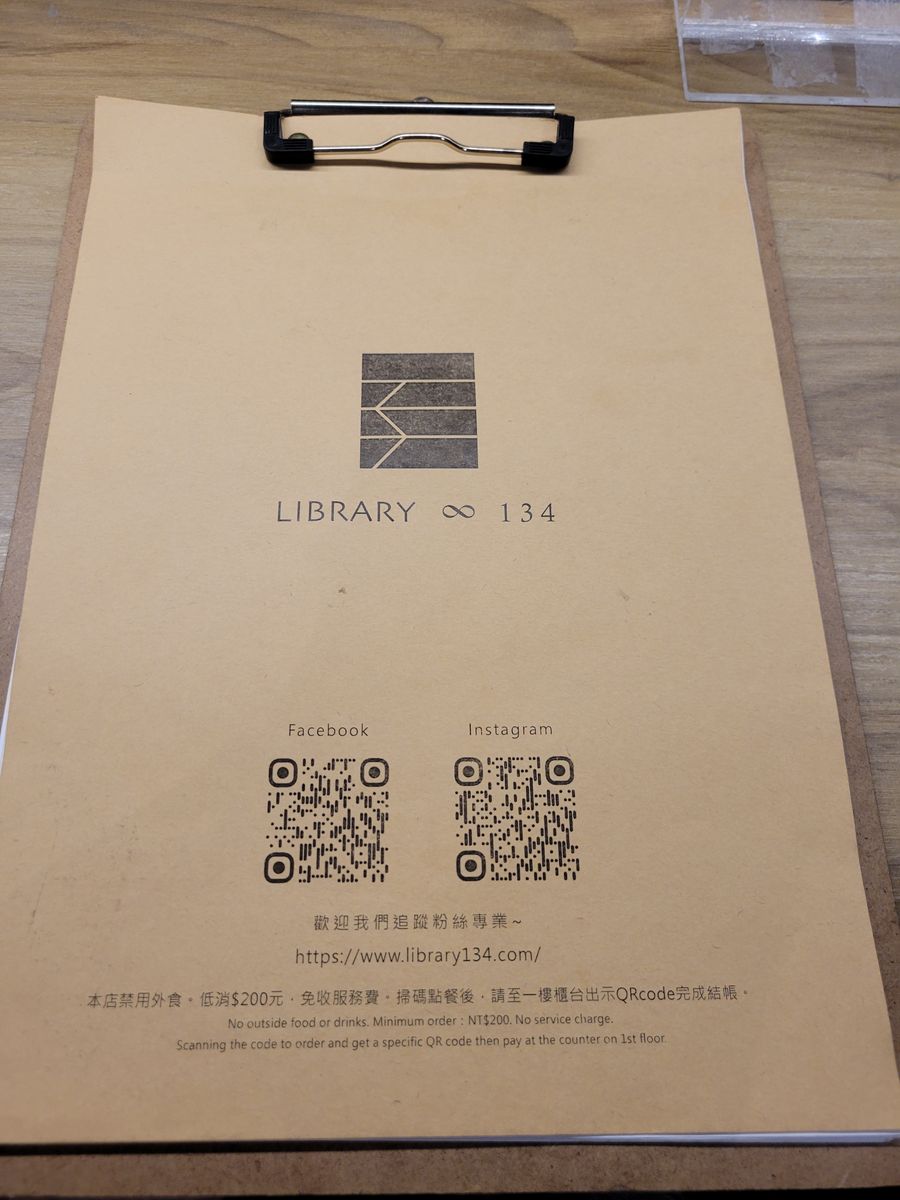 LIBRARY ∞ 134
Facebook
Instagram
歡迎我們追蹤粉絲專業~
https://www.library134.com/
本店禁用外食。低消$200元，免收服務費。掃碼點餐後，請至一樓櫃台出示QRcode完成結帳。
No outside food or drinks. Minimum order : NT$200. No service charge.
Scanning the code to order and get a specific QR code then pay at the counter on 1st floor.